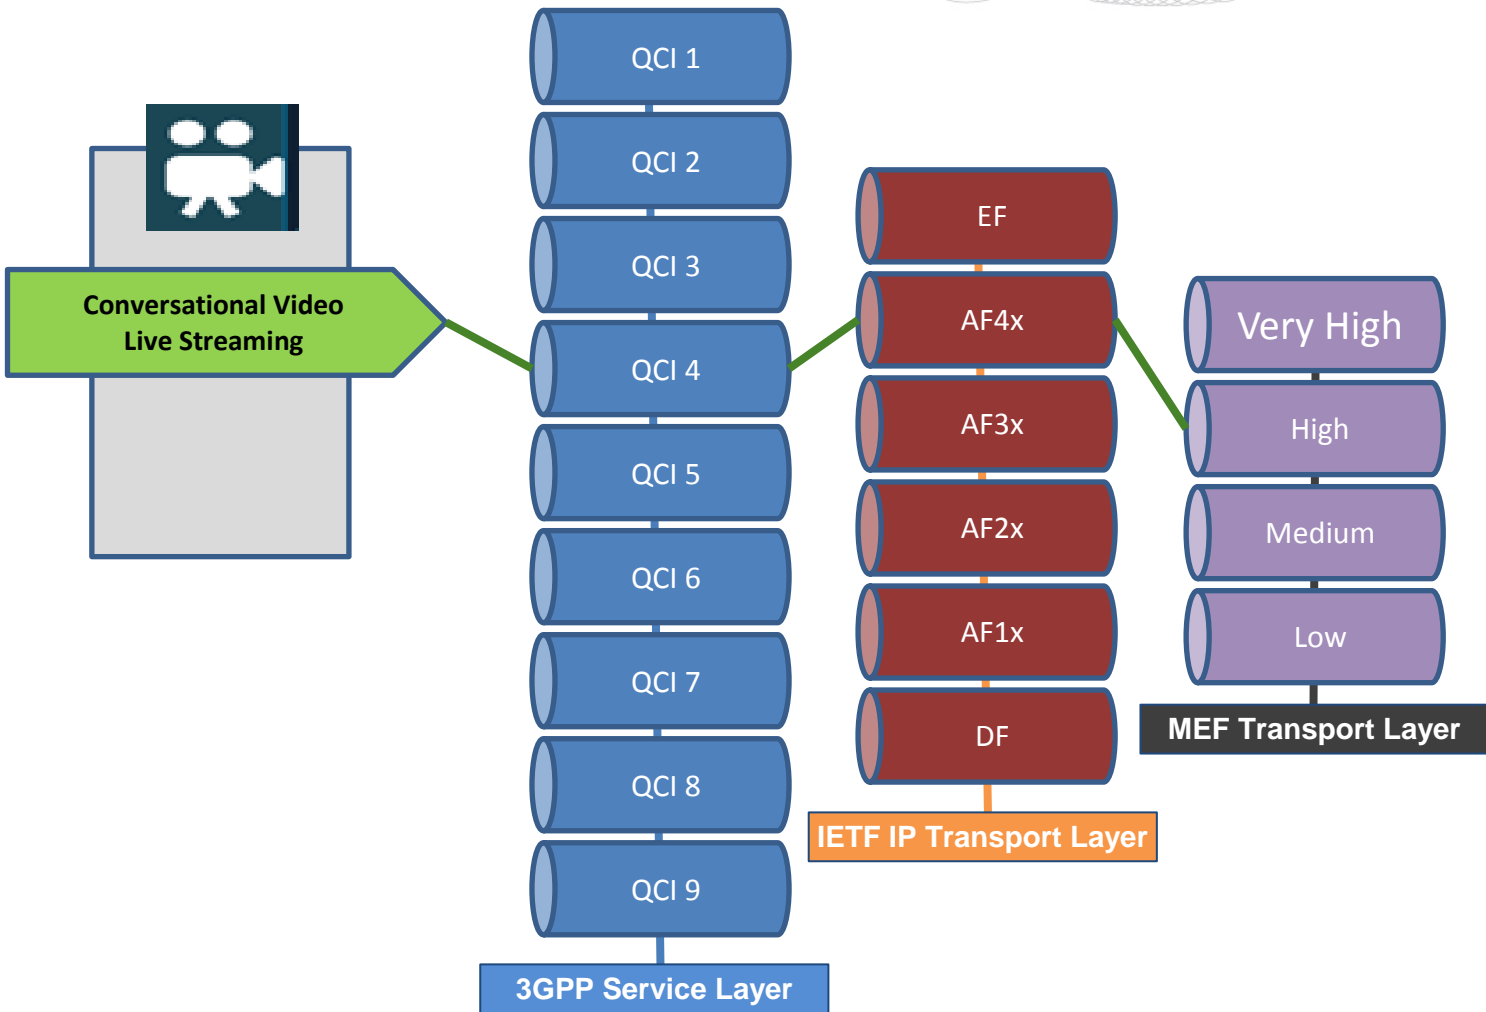 Conversational Video
Live Streaming
QCI 1
QCI 2
QCI 3
QCI 4
QCI 5
QCI 6
QCI 7
QCI 8
QCI 9
3GPP Service Layer
EF
AF4x
AF3x
AF2x
AF1x
DF
IETF IP Transport Layer
Very High
High
Medium
Low
MEF Transport Layer